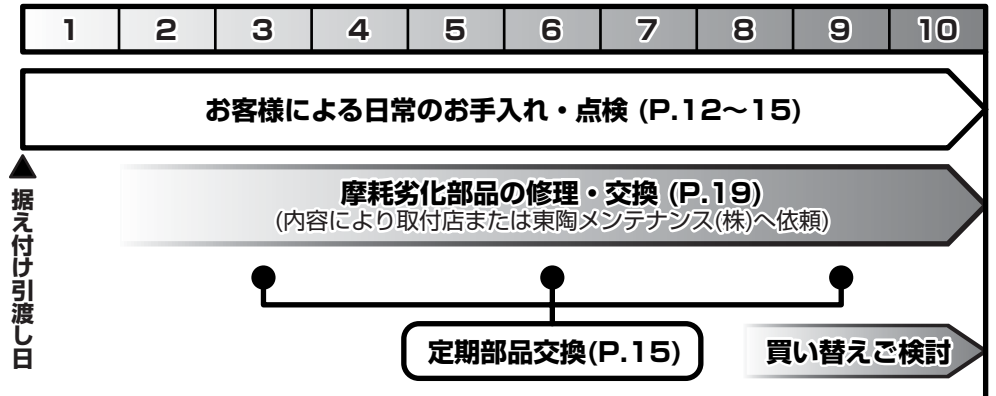 1 2 3 4 5 6 7 8 9 10
お客様による日常のお手入れ・点検 (P.12〜15)
▲
据え付け引渡し日
摩耗劣化部品の修理・交換 (P.19)
(内容により取付店または東陶メンテナンス(株)へ依頼)
定期部品交換(P.15)
買い替えご検討